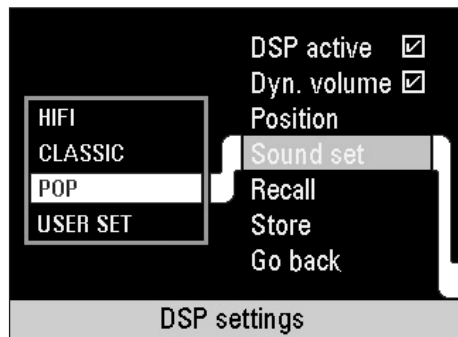 DSP active
Dyn. volume
Position
Sound set
Recall
Store
Go back
HIFI
CLASSIC
POP
USER SET
DSP settings